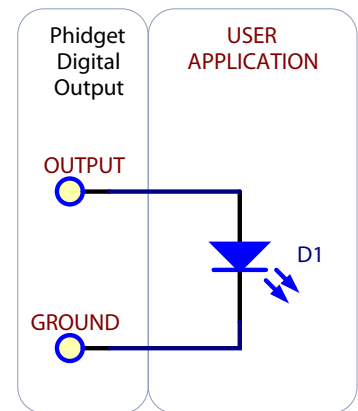 Phidget
Digital
Output
USER
APPLICATION
OUTPUT
D1
GROUND